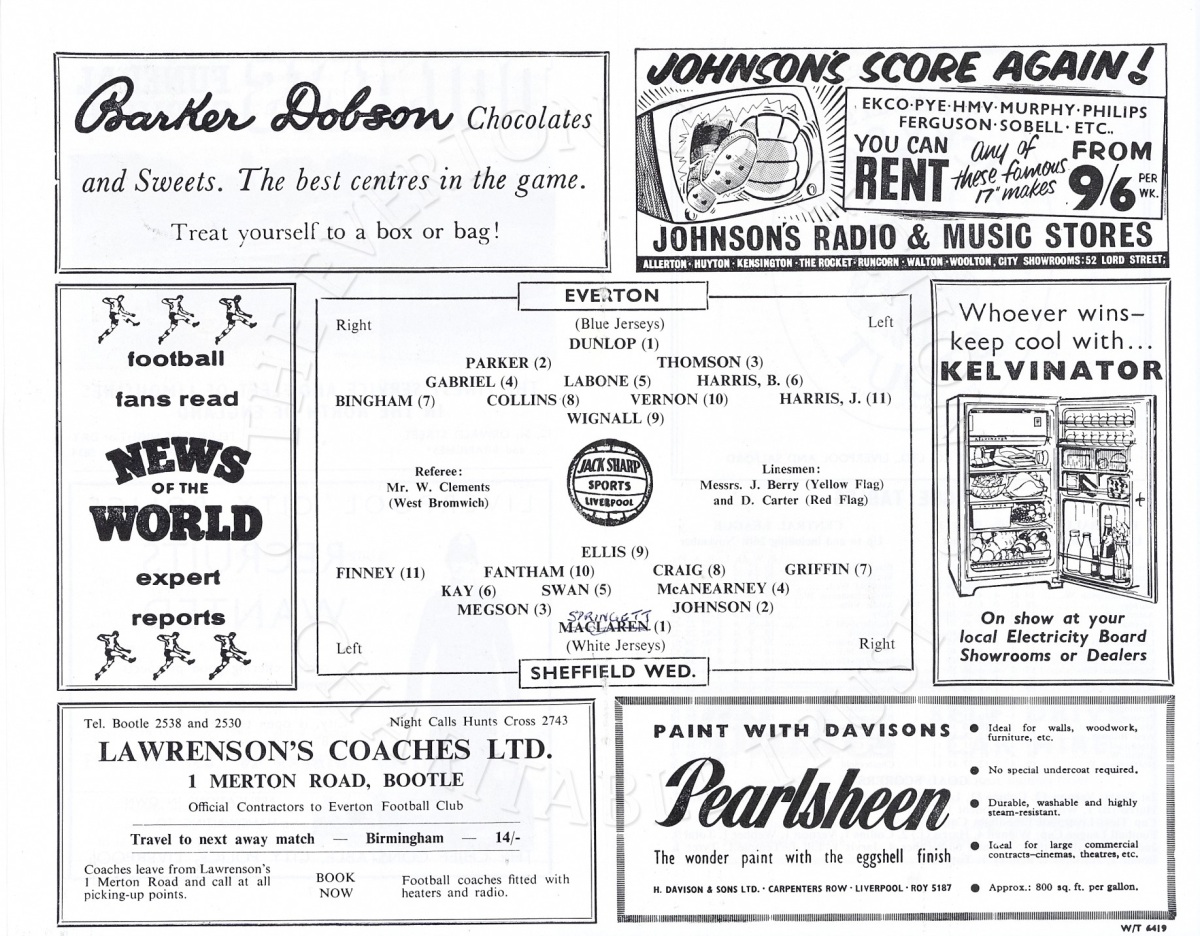 Barker Dobson Chocolates
and Sweets. The best centres in the game.
Treat yourself to a box or bag!
JOHNSON'S SCORE AGAIN!
EKCO·PYE·HMV·MURPHY·PHILIPS
FERGUSON·SOBELL·ETC..
YOU CAN RENT any of these famous 17" makes FROM 9/6 PER WK.
JOHNSON'S RADIO & MUSIC STORES
ALLERTON · HUYTON · KENSINGTON · THE ROCKET · RUNCORN · WALTON · WOOLTON, CITY SHOWROOMS: 52 LORD STREET;
football
fans read
NEWS
OF THE
WORLD
expert
reports
EVERTON
Right (Blue Jerseys) Left
DUNLOP (1)
PARKER (2) THOMSON (3)
GABRIEL (4) LABONE (5) HARRIS, B. (6)
BINGHAM (7) COLLINS (8) VERNON (10) HARRIS, J. (11)
WIGNALL (9)
Referee:
Mr. W. Clements
(West Bromwich)
JACK SHARP
SPORTS
LIVERPOOL
Linesmen:
Messrs. J. Berry (Yellow Flag)
and D. Carter (Red Flag)
ELLIS (9)
FINNEY (11) FANTHAM (10) CRAIG (8) GRIFFIN (7)
KAY (6) SWAN (5) McANEARNEY (4)
MEGSON (3) JOHNSON (2)
SPRINGETT
MACLAREN (1)
Left (White Jerseys) Right
SHEFFIELD WED.
Whoever wins–
keep cool with...
KELVINATOR
On show at your
local Electricity Board
Showrooms or Dealers
Tel. Bootle 2538 and 2530 Night Calls Hunts Cross 2743
LAWRENSON'S COACHES LTD.
1 MERTON ROAD, BOOTLE
Official Contractors to Everton Football Club
Travel to next away match — Birmingham — 14/-
Coaches leave from Lawrenson's
1 Merton Road and call at all
picking-up points.
BOOK
NOW
Football coaches fitted with
heaters and radio.
PAINT WITH DAVISONS
Pearlsheen
The wonder paint with the eggshell finish
H. DAVISON & SONS LTD · CARPENTERS ROW · LIVERPOOL · ROY 5187
● Ideal for walls, woodwork,
furniture, etc.
● No special undercoat required.
● Durable, washable and highly
steam-resistant.
● Ideal for large commercial
contracts–cinemas, theatres, etc.
● Approx.: 800 sq. ft. per gallon.
W/T 6419